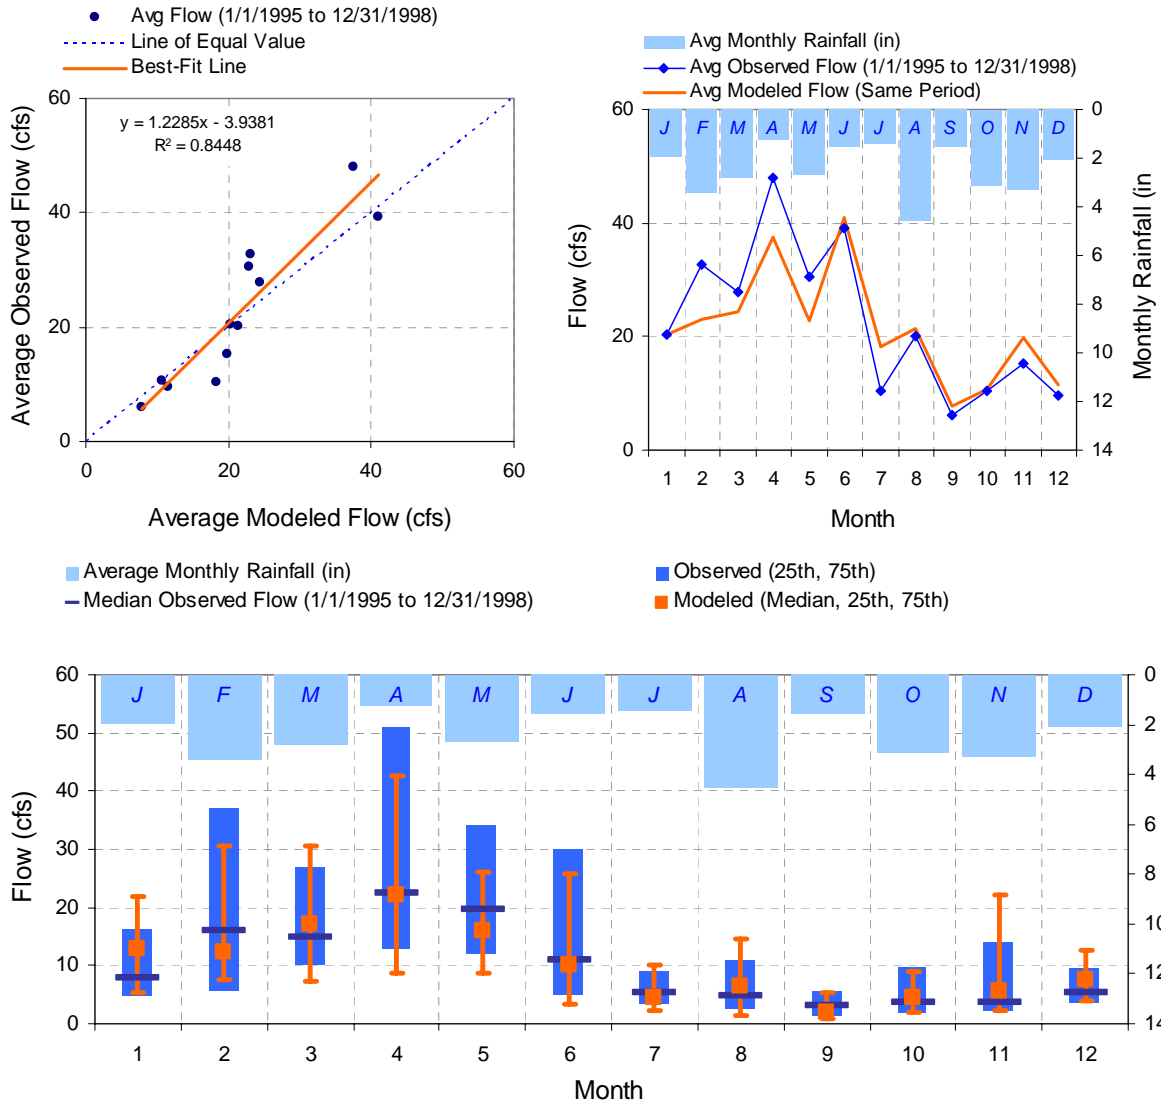 Avg Flow (1/1/1995 to 12/31/1998)
Line of Equal Value
Best-Fit Line
60
40
20
0
0 20 40 60
y = 1.2285x - 3.9381
R² = 0.8448
Average Observed Flow (cfs)
Average Modeled Flow (cfs)
Avg Monthly Rainfall (in)
Avg Observed Flow (1/1/1995 to 12/31/1998)
Avg Modeled Flow (Same Period)
J F M A M J J A S O N D
60
40
20
0
Flow (cfs)
0
2
4
6
8
10
12
14
Monthly Rainfall (in
1 2 3 4 5 6 7 8 9 10 11 12
Month
Average Monthly Rainfall (in)
Median Observed Flow (1/1/1995 to 12/31/1998)
Observed (25th, 75th)
Modeled (Median, 25th, 75th)
J F M A M J J A S O N D
60
50
40
30
20
10
0
Flow (cfs)
0
2
4
6
8
10
12
14
1 2 3 4 5 6 7 8 9 10 11 12
Month